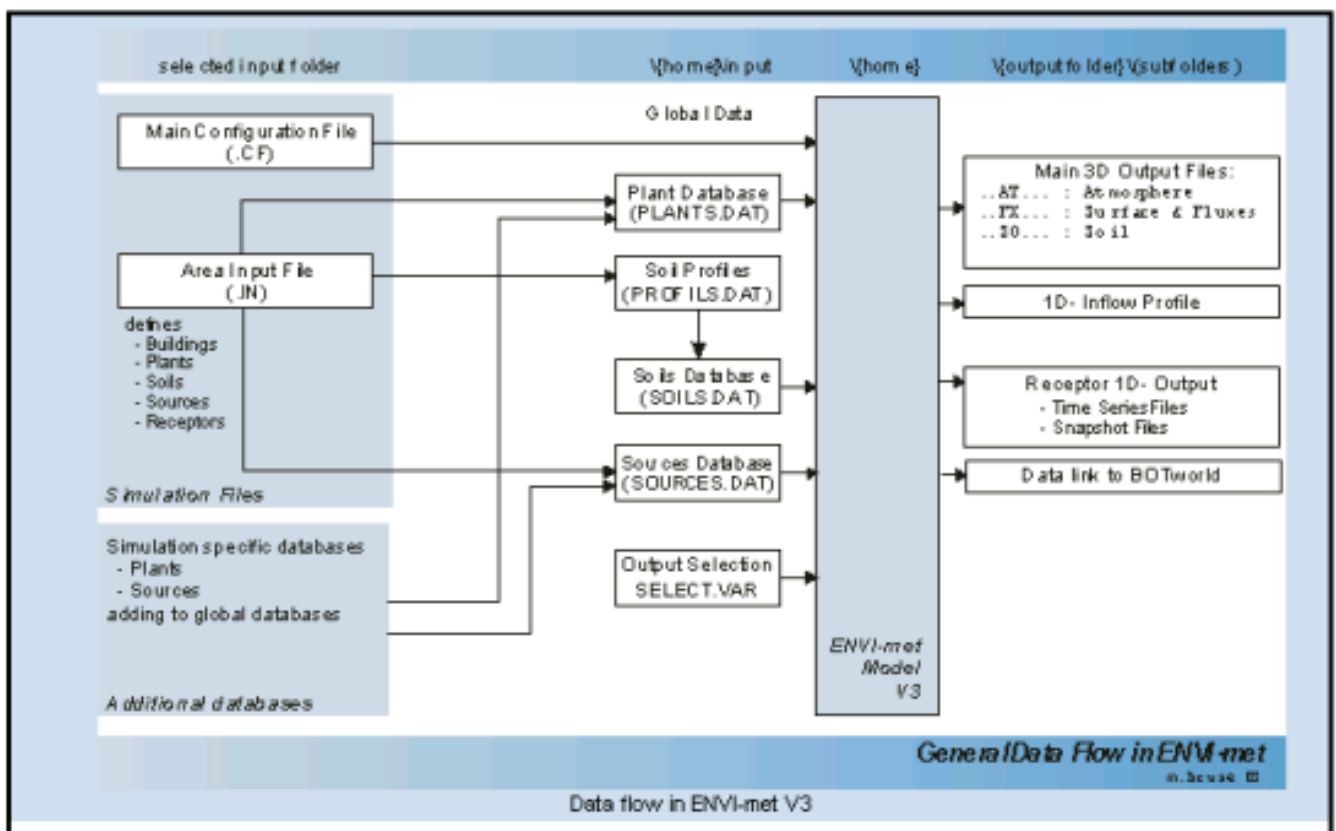 selected input folder
\{home}\input
\{home}
\{outputfolder}\(subfolders)
Global Data
Main Configuration File
(.CF)
Plant Database
(PLANTS.DAT)
Main 3D Output Files:
..AT... : Atmosphere
..FX... : Surface & Fluxes
..SO... : Soil
Area Input File
(.IN)
Soil Profiles
(PROFILS.DAT)
1D- Inflow Profile
defines
- Buildings
- Plants
- Soils
- Sources
- Receptors
Soils Database
(SOILS.DAT)
Receptor 1D- Output
- Time Series Files
- Snapshot Files
Sources Database
(SOURCES.DAT)
Data link to BOTworld
Simulation Files
Simulation specific databases
- Plants
- Sources
adding to global databases
Output Selection
SELECT.VAR
ENVI-met
Model
V3
Additional databases
General Data Flow in ENVI-met
Data flow in ENVI-met V3